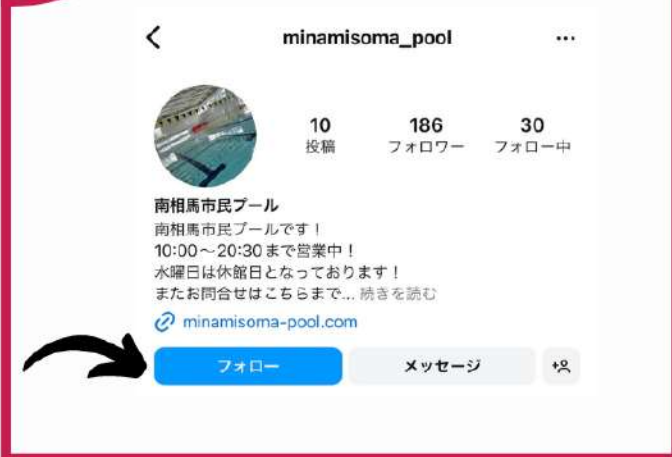 minamisoma_pool
10
投稿
186
フォロワー
30
フォロー中
南相馬市民プール
南相馬市民プールです！
10:00～20:30まで営業中！
水曜日は休館日となっております！
またお問合せはこちらまで... 続きを読む
minamisoma-pool.com
フォロー
メッセージ